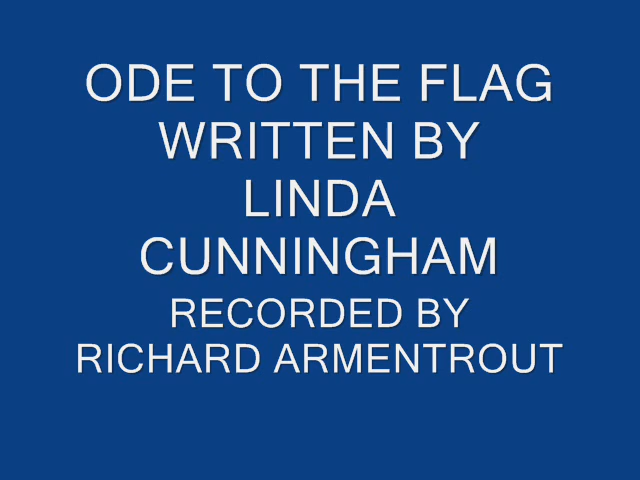 ODE TO THE FLAG
WRITTEN BY
LINDA
CUNNINGHAM
RECORDED BY
RICHARD ARMENTROUT